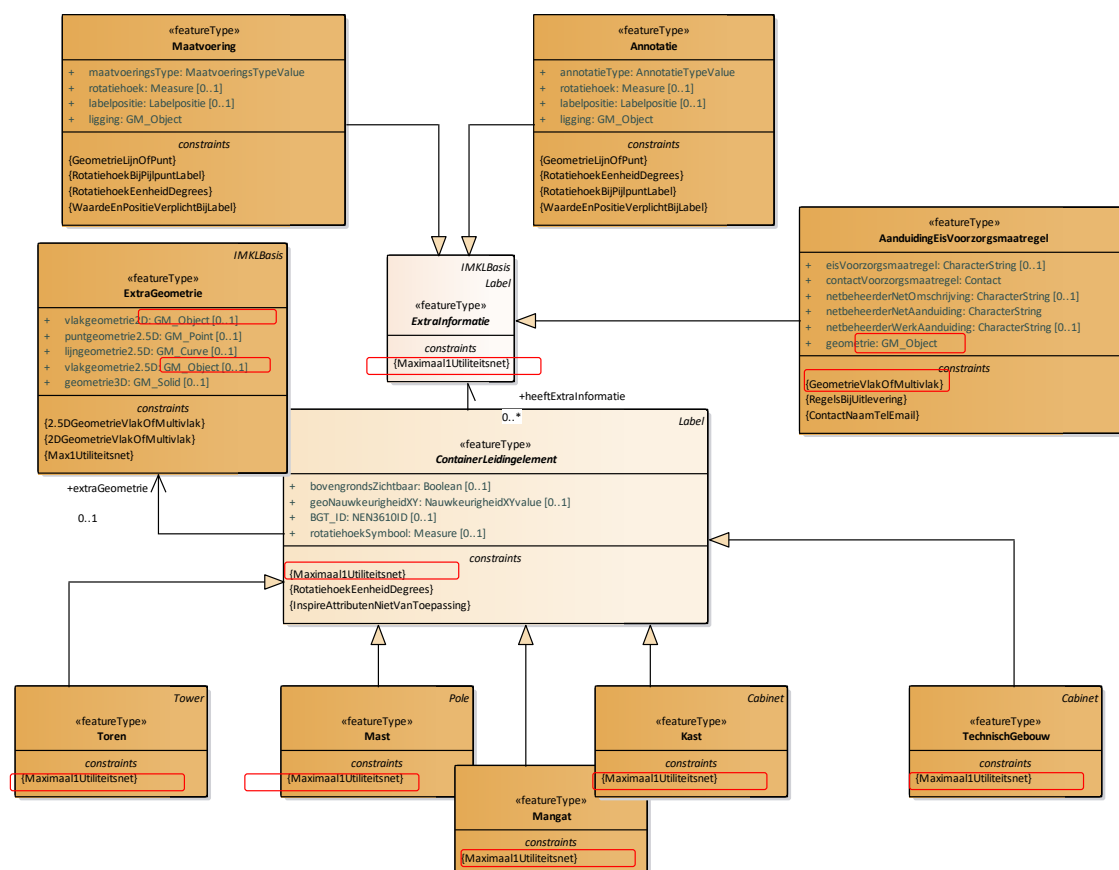 «featureType»
Maatvoering
+ maatvoeringsType: MaatvoeringsTypeValue
+ rotatiehoek: Measure [0..1]
+ labelpositie: Labelpositie [0..1]
+ ligging: GM_Object
constraints
{GeometrieLijnOfPunt}
{RotatiehoekBijPijlpuntLabel}
{RotatiehoekEenheidDegrees}
{WaardeEnPositieVerplichtBijLabel}
«featureType»
Annotatie
+ annotatieType: AnnotatieTypeValue
+ rotatiehoek: Measure [0..1]
+ labelpositie: Labelpositie [0..1]
+ ligging: GM_Object
constraints
{GeometrieLijnOfPunt}
{RotatiehoekEenheidDegrees}
{RotatiehoekBijPijlpuntLabel}
{WaardeEnPositieVerplichtBijLabel}
«featureType»
AanduidingEisVoorzorgsmaatregel
+ eisVoorzorgsmaatregel: CharacterString [0..1]
+ contactVoorzorgsmaatregel: Contact
+ netbeheerderNetOmschrijving: CharacterString [0..1]
+ netbeheerderNetAanduiding: CharacterString
+ netbeheerderWerkAanduiding: CharacterString [0..1]
+ geometrie: GM_Object
constraints
{GeometrieVlakOfMultivlak}
{RegelsBijUitlevering}
{ContactNaamTelEmail}
IMKLBasis
«featureType»
ExtraGeometrie
+ vlakgeometrie2D: GM_Object [0..1]
+ puntgeometrie2.5D: GM_Point [0..1]
+ lijngeometrie2.5D: GM_Curve [0..1]
+ vlakgeometrie2.5D: GM_Object [0..1]
+ geometrie3D: GM_Solid [0..1]
constraints
{2.5DGeometrieVlakOfMultivlak}
{2DGeometrieVlakOfMultivlak}
{Max1Utiliteitsnet}
IMKLBasis
Label
«featureType»
ExtraInformatie
constraints
{Maximaal1Utiliteitsnet}
+heeftExtraInformatie
0..*
+extraGeometrie
0..1
Label
«featureType»
ContainerLeidingelement
+ bovengrondsZichtbaar: Boolean [0..1]
+ geoNauwkeurigheidXY: NauwkeurigheidXYvalue [0..1]
+ BGT_ID: NEN3610ID [0..1]
+ rotatiehoekSymbool: Measure [0..1]
constraints
{Maximaal1Utiliteitsnet}
{RotatiehoekEenheidDegrees}
{InspireAttributenNietVanToepassing}
Tower
«featureType»
Toren
constraints
{Maximaal1Utiliteitsnet}
Pole
«featureType»
Mast
constraints
{Maximaal1Utiliteitsnet}
«featureType»
Mangat
constraints
{Maximaal1Utiliteitsnet}
Cabinet
«featureType»
Kast
constraints
{Maximaal1Utiliteitsnet}
Cabinet
«featureType»
TechnischGebouw
constraints
{Maximaal1Utiliteitsnet}